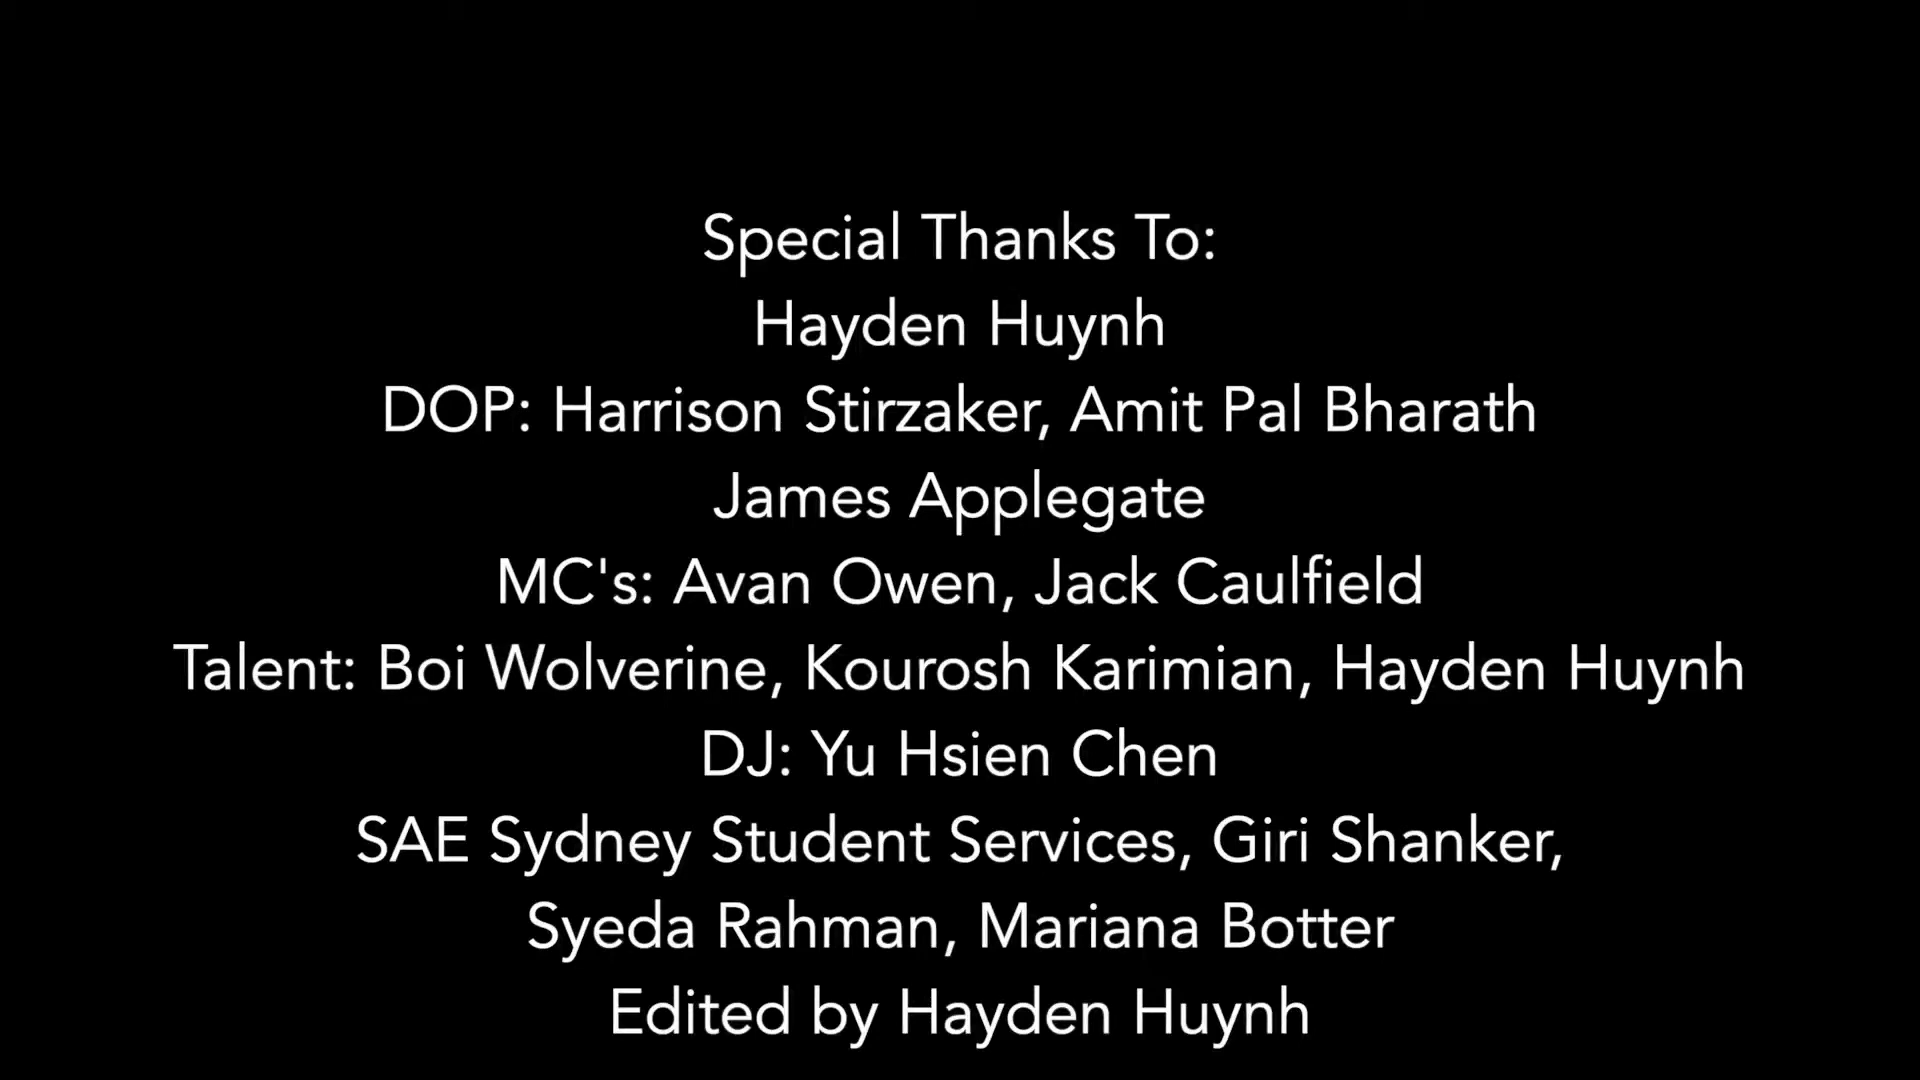 Special Thanks To:
Hayden Huynh
DOP: Harrison Stirzaker, Amit Pal Bharath
James Applegate
MC's: Avan Owen, Jack Caulfield
Talent: Boi Wolverine, Kourosh Karimian, Hayden Huynh
DJ: Yu Hsien Chen
SAE Sydney Student Services, Giri Shanker,
Syeda Rahman, Mariana Botter
Edited by Hayden Huynh